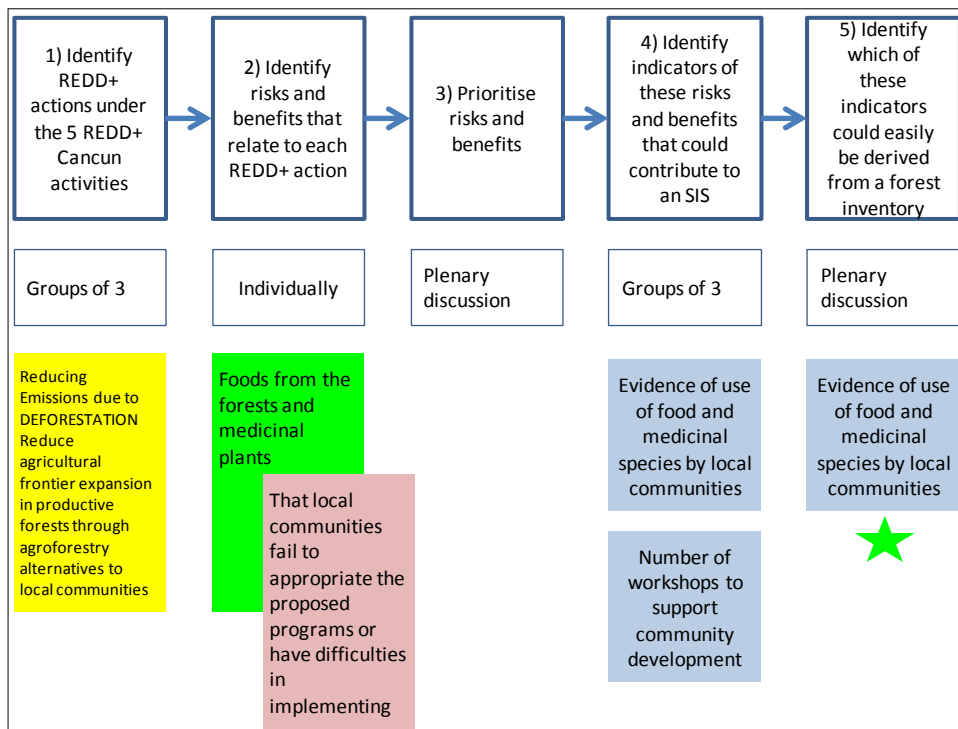 1) Identify
REDD+
actions under
the 5 REDD+
Cancun
activities
2) Identify
risks and
benefits that
relate to each
REDD+ action
3) Prioritise
risks and
benefits
4) Identify
indicators of
these risks
and benefits
that could
contribute to
an SIS
5) Identify
which of
these
indicators
could easily
be derived
from a forest
inventory
Groups of 3
Individually
Plenary
discussion
Groups of 3
Plenary
discussion
Reducing
Emissions due to
DEFORESTATION
Reduce
agricultural
frontier expansion
in productive
forests through
agroforestry
alternatives to
local communities
Foods from the
forests and
medicinal
plants
That local
communities
fail to
appropriate the
proposed
programs or
have difficulties
in
implementing
Evidence of use
of food and
medicinal
species by local
communities
Number of
workshops to
support
community
development
Evidence of use
of food and
medicinal
species by local
communities